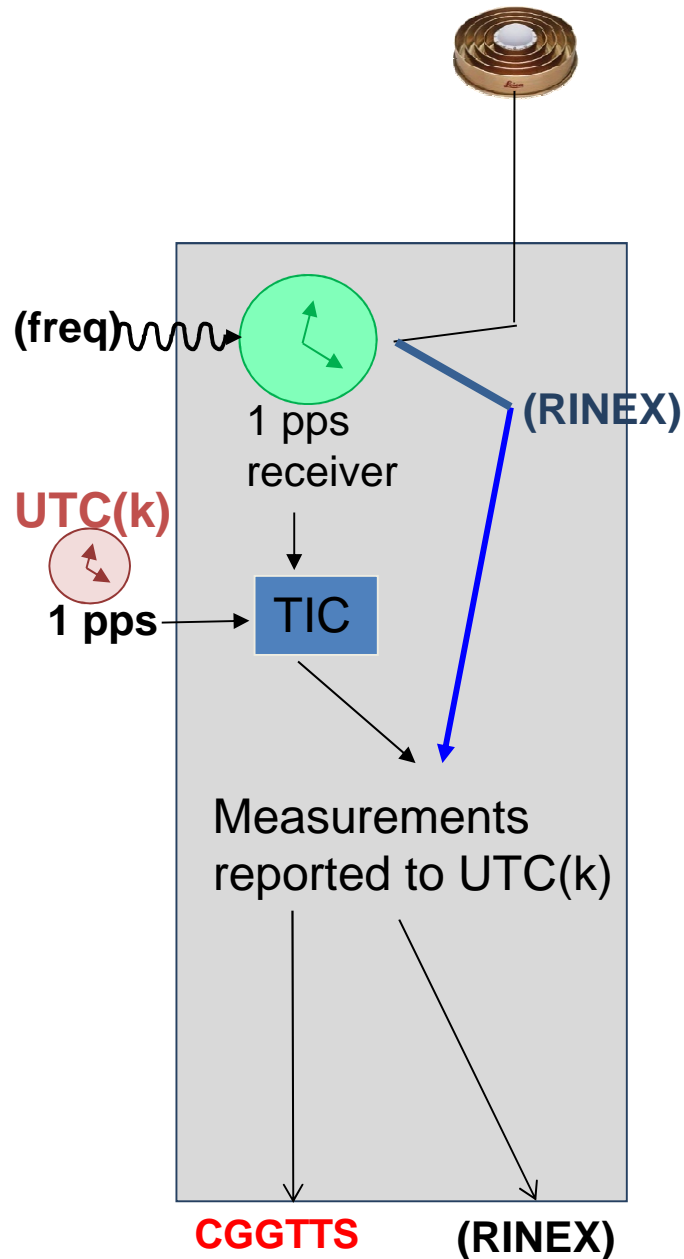 (freq)
1 pps
receiver
(RINEX)
UTC(k)
1 pps
TIC
Measurements
reported to UTC(k)
CGGTTS
(RINEX)